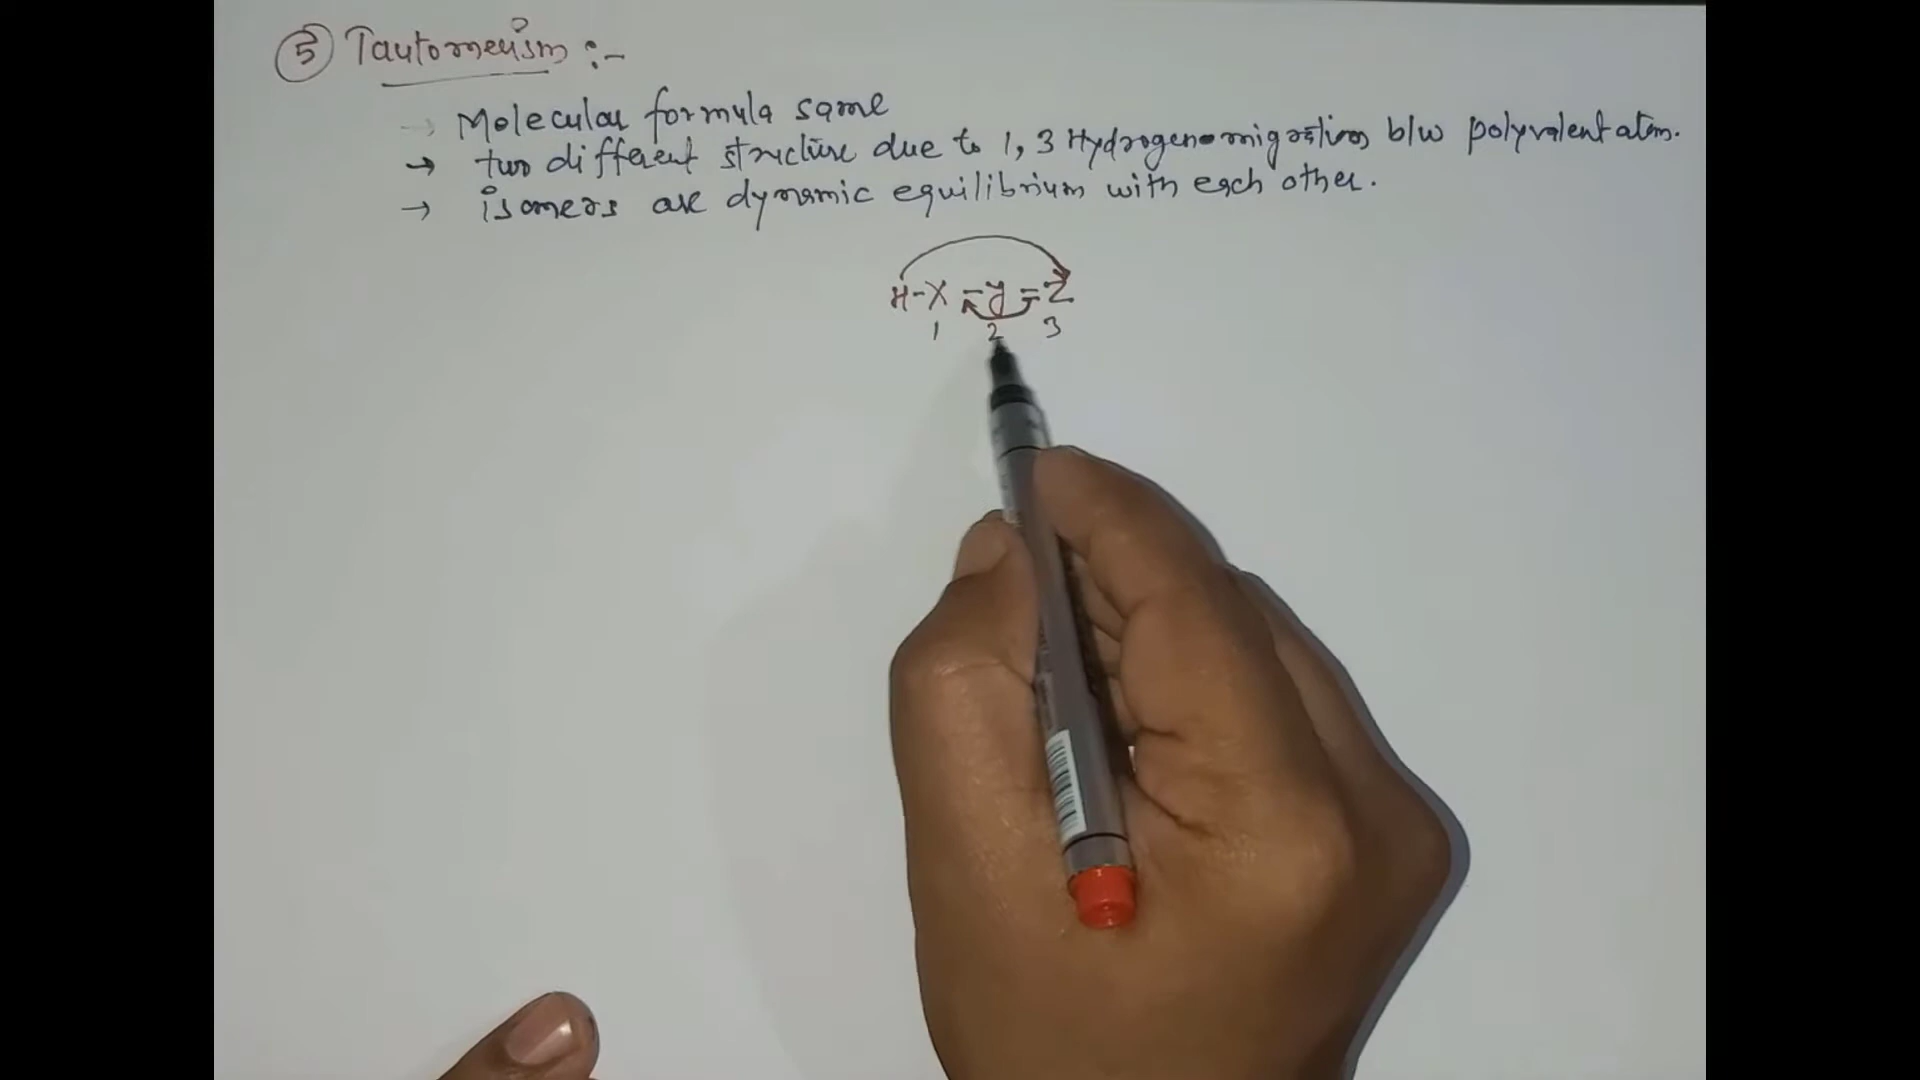 5 Tautomerism :-
→ Molecular formula same
→ two different structure due to 1, 3 Hydrogen migration b/w polyvalent atom.
→ isomers are dynamic equilibrium with each other.
H-X-Y=Z
1 2 3